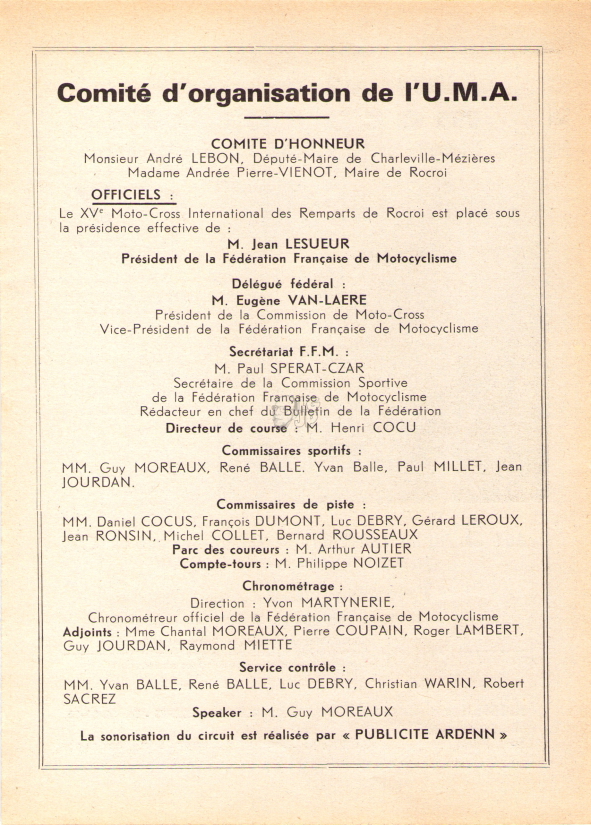 Comité d'organisation de l'U.M.A.
COMITE D'HONNEUR
Monsieur André LEBON, Député-Maire de Charleville-Mézières
Madame Andrée Pierre-VIENOT, Maire de Rocroi
OFFICIELS :
Le XVe Moto-Cross International des Remparts de Rocroi est placé sous
la présidence effective de :
M. Jean LESUEUR
Président de la Fédération Française de Motocyclisme
Délégué fédéral :
M. Eugène VAN-LAERE
Président de la Commission de Moto-Cross
Vice-Président de la Fédération Française de Motocyclisme
Secrétariat F.F.M. :
M. Paul SPERAT-CZAR
Secrétaire de la Commission Sportive
de la Fédération Française de Motocyclisme
Rédacteur en chef du Bulletin de la Fédération
Directeur de course : M. Henri COCU
Commissaires sportifs :
MM. Guy MOREAUX, René BALLE. Yvan Balle, Paul MILLET, Jean
JOURDAN.
Commissaires de piste :
MM. Daniel COCUS, François DUMONT, Luc DEBRY, Gérard LEROUX,
Jean RONSIN, Michel COLLET, Bernard ROUSSEAUX
Parc des coureurs : M. Arthur AUTIER
Compte-tours : M. Philippe NOIZET
Chronométrage :
Direction : Yvon MARTYNERIE,
Chronométreur officiel de la Fédération Française de Motocyclisme
Adjoints : Mme Chantal MOREAUX, Pierre COUPAIN, Roger LAMBERT,
Guy JOURDAN, Raymond MIETTE
Service contrôle :
MM. Yvan BALLE, René BALLE, Luc DEBRY, Christian WARIN, Robert
SACREZ
Speaker : M. Guy MOREAUX
La sonorisation du circuit est réalisée par « PUBLICITE ARDENN »